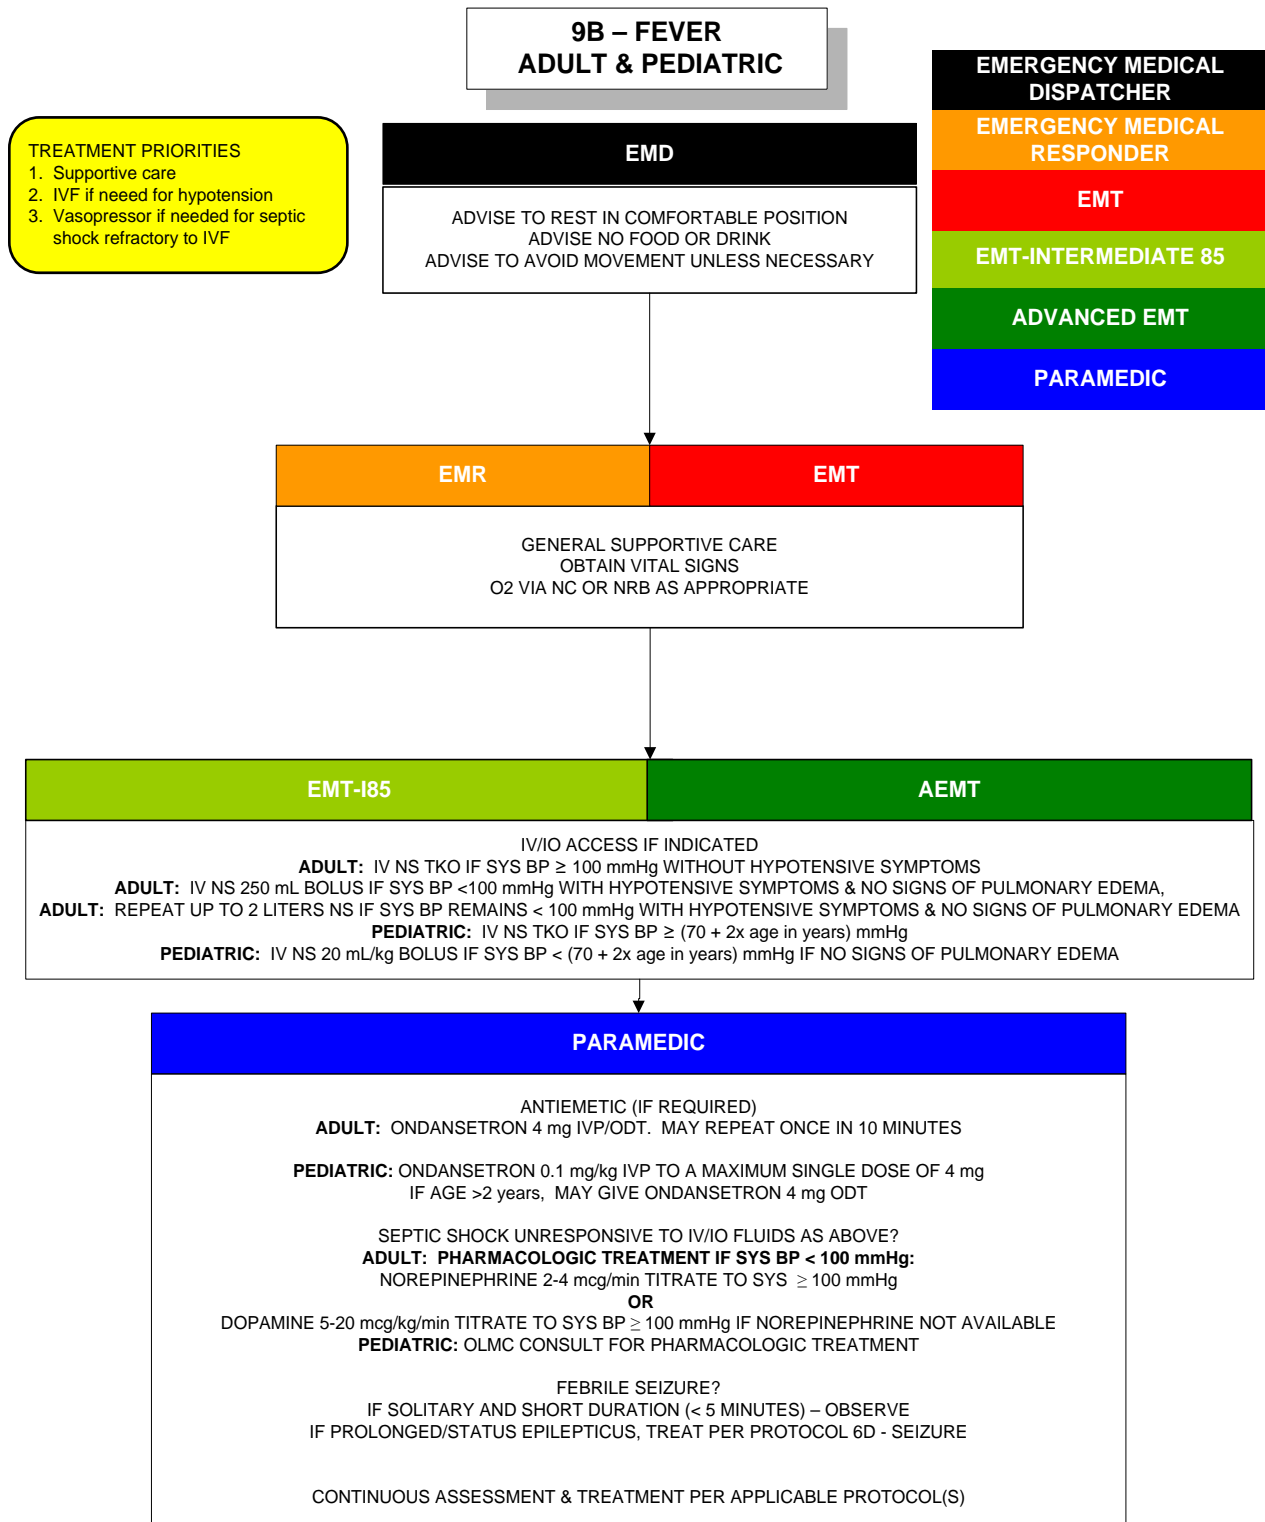 9B – FEVER
ADULT & PEDIATRIC
EMERGENCY MEDICAL
DISPATCHER
EMERGENCY MEDICAL
RESPONDER
EMT
EMT-INTERMEDIATE 85
ADVANCED EMT
PARAMEDIC
TREATMENT PRIORITIES
1. Supportive care
2. IVF if neeed for hypotension
3. Vasopressor if needed for septic
shock refractory to IVF
EMD
ADVISE TO REST IN COMFORTABLE POSITION
ADVISE NO FOOD OR DRINK
ADVISE TO AVOID MOVEMENT UNLESS NECESSARY
EMR
EMT
GENERAL SUPPORTIVE CARE
OBTAIN VITAL SIGNS
O2 VIA NC OR NRB AS APPROPRIATE
EMT-I85
AEMT
IV/IO ACCESS IF INDICATED
ADULT: IV NS TKO IF SYS BP ≥ 100 mmHg WITHOUT HYPOTENSIVE SYMPTOMS
ADULT: IV NS 250 mL BOLUS IF SYS BP <100 mmHg WITH HYPOTENSIVE SYMPTOMS & NO SIGNS OF PULMONARY EDEMA,
ADULT: REPEAT UP TO 2 LITERS NS IF SYS BP REMAINS < 100 mmHg WITH HYPOTENSIVE SYMPTOMS & NO SIGNS OF PULMONARY EDEMA
PEDIATRIC: IV NS TKO IF SYS BP ≥ (70 + 2x age in years) mmHg
PEDIATRIC: IV NS 20 mL/kg BOLUS IF SYS BP < (70 + 2x age in years) mmHg IF NO SIGNS OF PULMONARY EDEMA
PARAMEDIC
ANTIEMETIC (IF REQUIRED)
ADULT: ONDANSETRON 4 mg IVP/ODT. MAY REPEAT ONCE IN 10 MINUTES
PEDIATRIC: ONDANSETRON 0.1 mg/kg IVP TO A MAXIMUM SINGLE DOSE OF 4 mg
IF AGE >2 years, MAY GIVE ONDANSETRON 4 mg ODT
SEPTIC SHOCK UNRESPONSIVE TO IV/IO FLUIDS AS ABOVE?
ADULT: PHARMACOLOGIC TREATMENT IF SYS BP < 100 mmHg:
NOREPINEPHRINE 2-4 mcg/min TITRATE TO SYS ≥ 100 mmHg
OR
DOPAMINE 5-20 mcg/kg/min TITRATE TO SYS BP ≥ 100 mmHg IF NOREPINEPHRINE NOT AVAILABLE
PEDIATRIC: OLMC CONSULT FOR PHARMACOLOGIC TREATMENT
FEBRILE SEIZURE?
IF SOLITARY AND SHORT DURATION (< 5 MINUTES) – OBSERVE
IF PROLONGED/STATUS EPILEPTICUS, TREAT PER PROTOCOL 6D - SEIZURE
CONTINUOUS ASSESSMENT & TREATMENT PER APPLICABLE PROTOCOL(S)